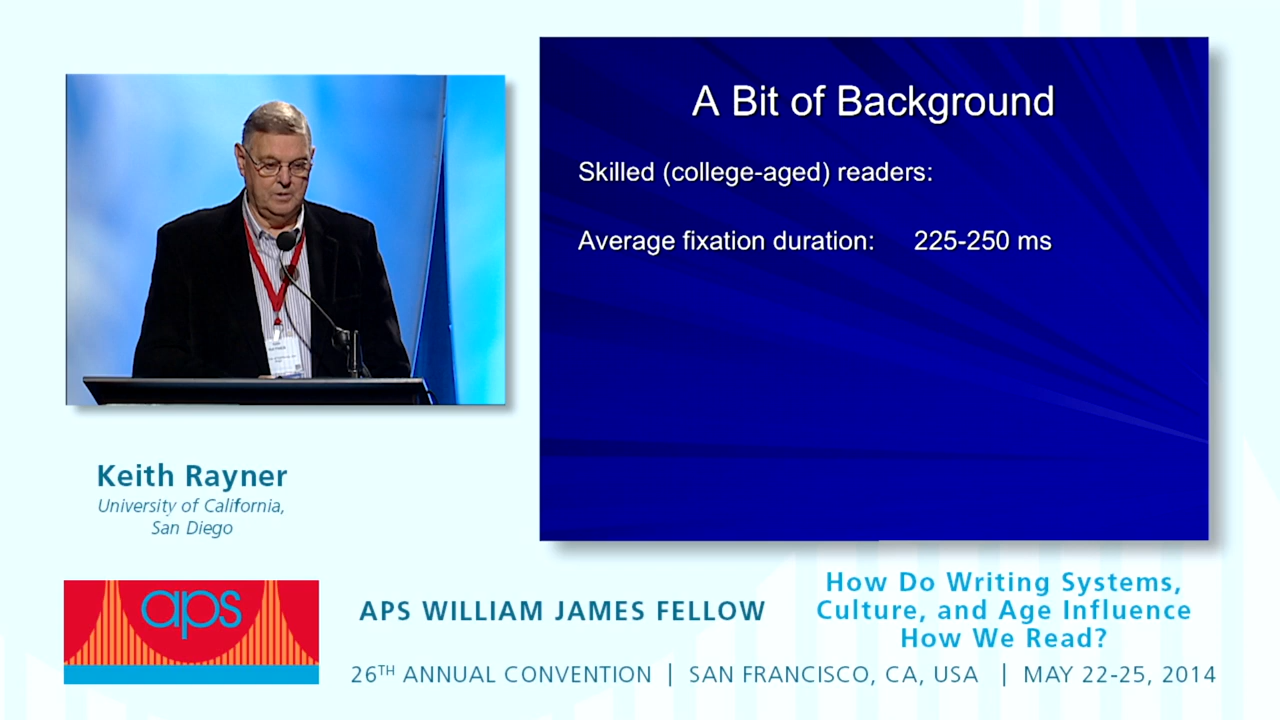 A Bit of Background
Skilled (college-aged) readers:
Average fixation duration: 225-250 ms
Keith Rayner
University of California,
San Diego
aps
APS WILLIAM JAMES FELLOW
How Do Writing Systems,
Culture, and Age Influence
How We Read?
26TH ANNUAL CONVENTION | SAN FRANCISCO, CA, USA | MAY 22-25, 2014